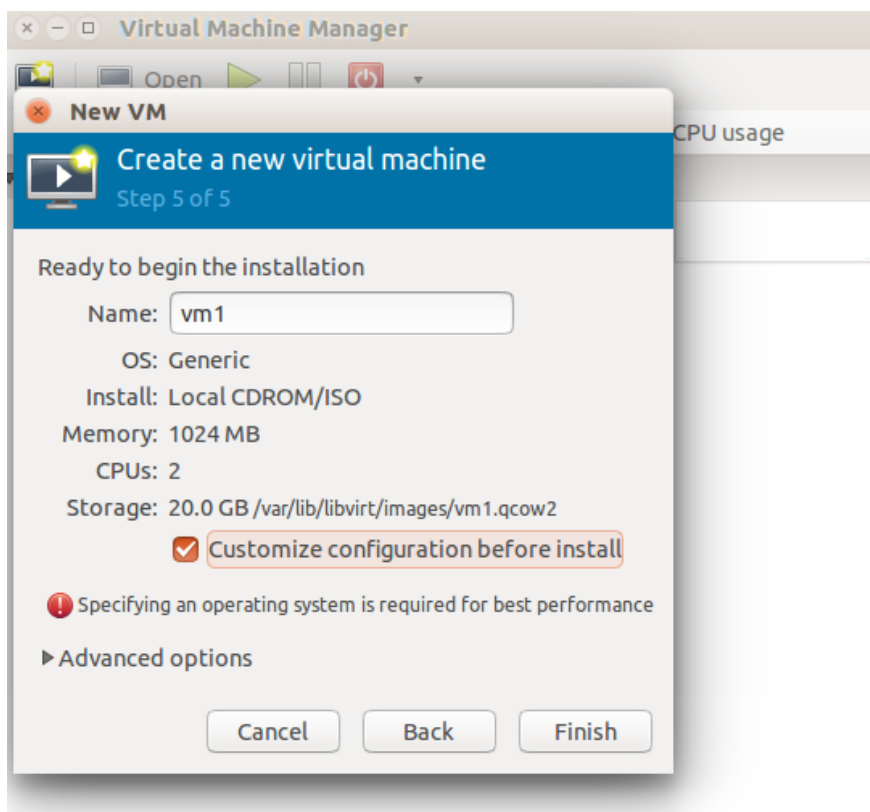 Virtual Machine Manager
Open
New VM
CPU usage
Create a new virtual machine
Step 5 of 5
Ready to begin the installation
Name: vm1
OS: Generic
Install: Local CDROM/ISO
Memory: 1024 MB
CPUs: 2
Storage: 20.0 GB /var/lib/libvirt/images/vm1.qcow2
Customize configuration before install
Specifying an operating system is required for best performance
Advanced options
Cancel Back Finish